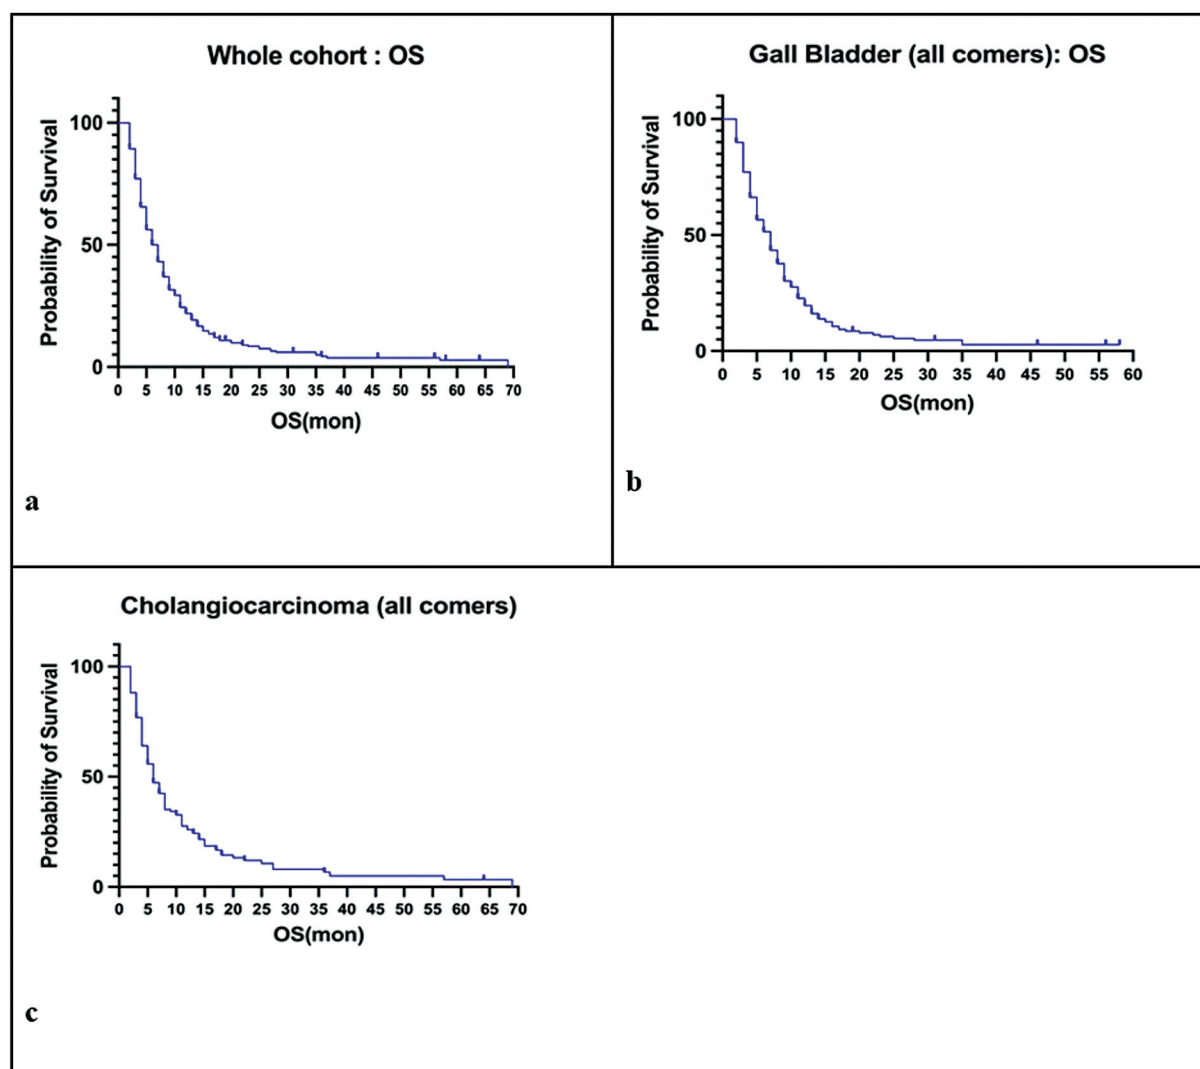 Whole cohort : OS
Probability of Survival
100
50
0
0 5 10 15 20 25 30 35 40 45 50 55 60 65 70
OS(mon)
a
Gall Bladder (all comers): OS
Probability of Survival
100
50
0
0 5 10 15 20 25 30 35 40 45 50 55 60
OS(mon)
b
Cholangiocarcinoma (all comers)
Probability of Survival
100
50
0
0 5 10 15 20 25 30 35 40 45 50 55 60 65 70
OS(mon)
c